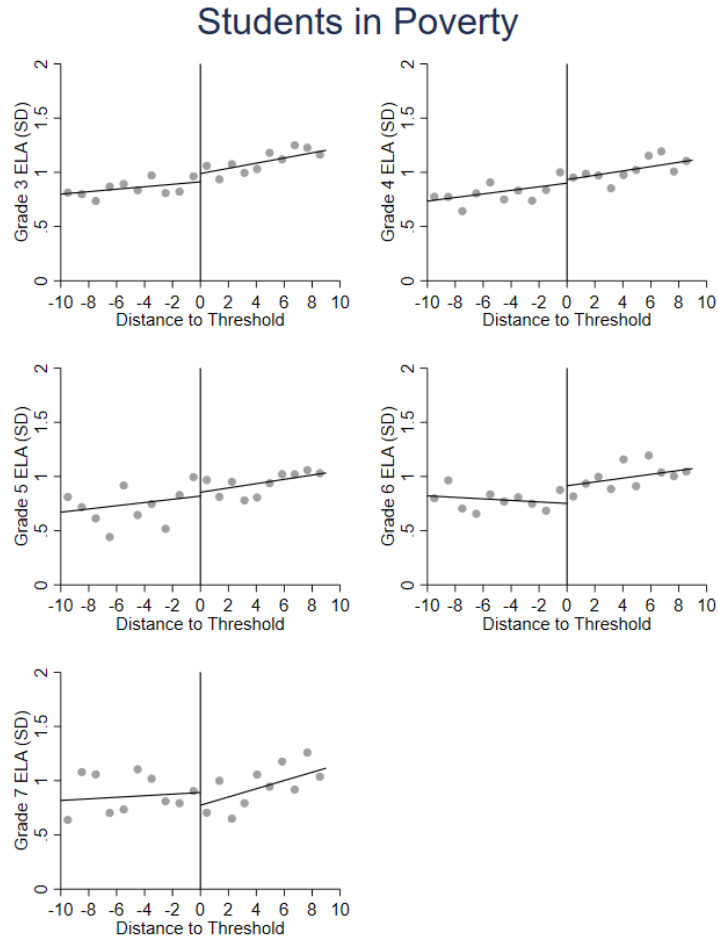 Students in Poverty
Grade 3 ELA (SD)
2
1.5
1
.5
0
-10 -8 -6 -4 -2 0 2 4 6 8 10
Distance to Threshold
Grade 4 ELA (SD)
2
1.5
1
.5
0
-10 -8 -6 -4 -2 0 2 4 6 8 10
Distance to Threshold
Grade 5 ELA (SD)
2
1.5
1
.5
0
-10 -8 -6 -4 -2 0 2 4 6 8 10
Distance to Threshold
Grade 6 ELA (SD)
2
1.5
1
.5
0
-10 -8 -6 -4 -2 0 2 4 6 8 10
Distance to Threshold
Grade 7 ELA (SD)
2
1.5
1
.5
0
-10 -8 -6 -4 -2 0 2 4 6 8 10
Distance to Threshold